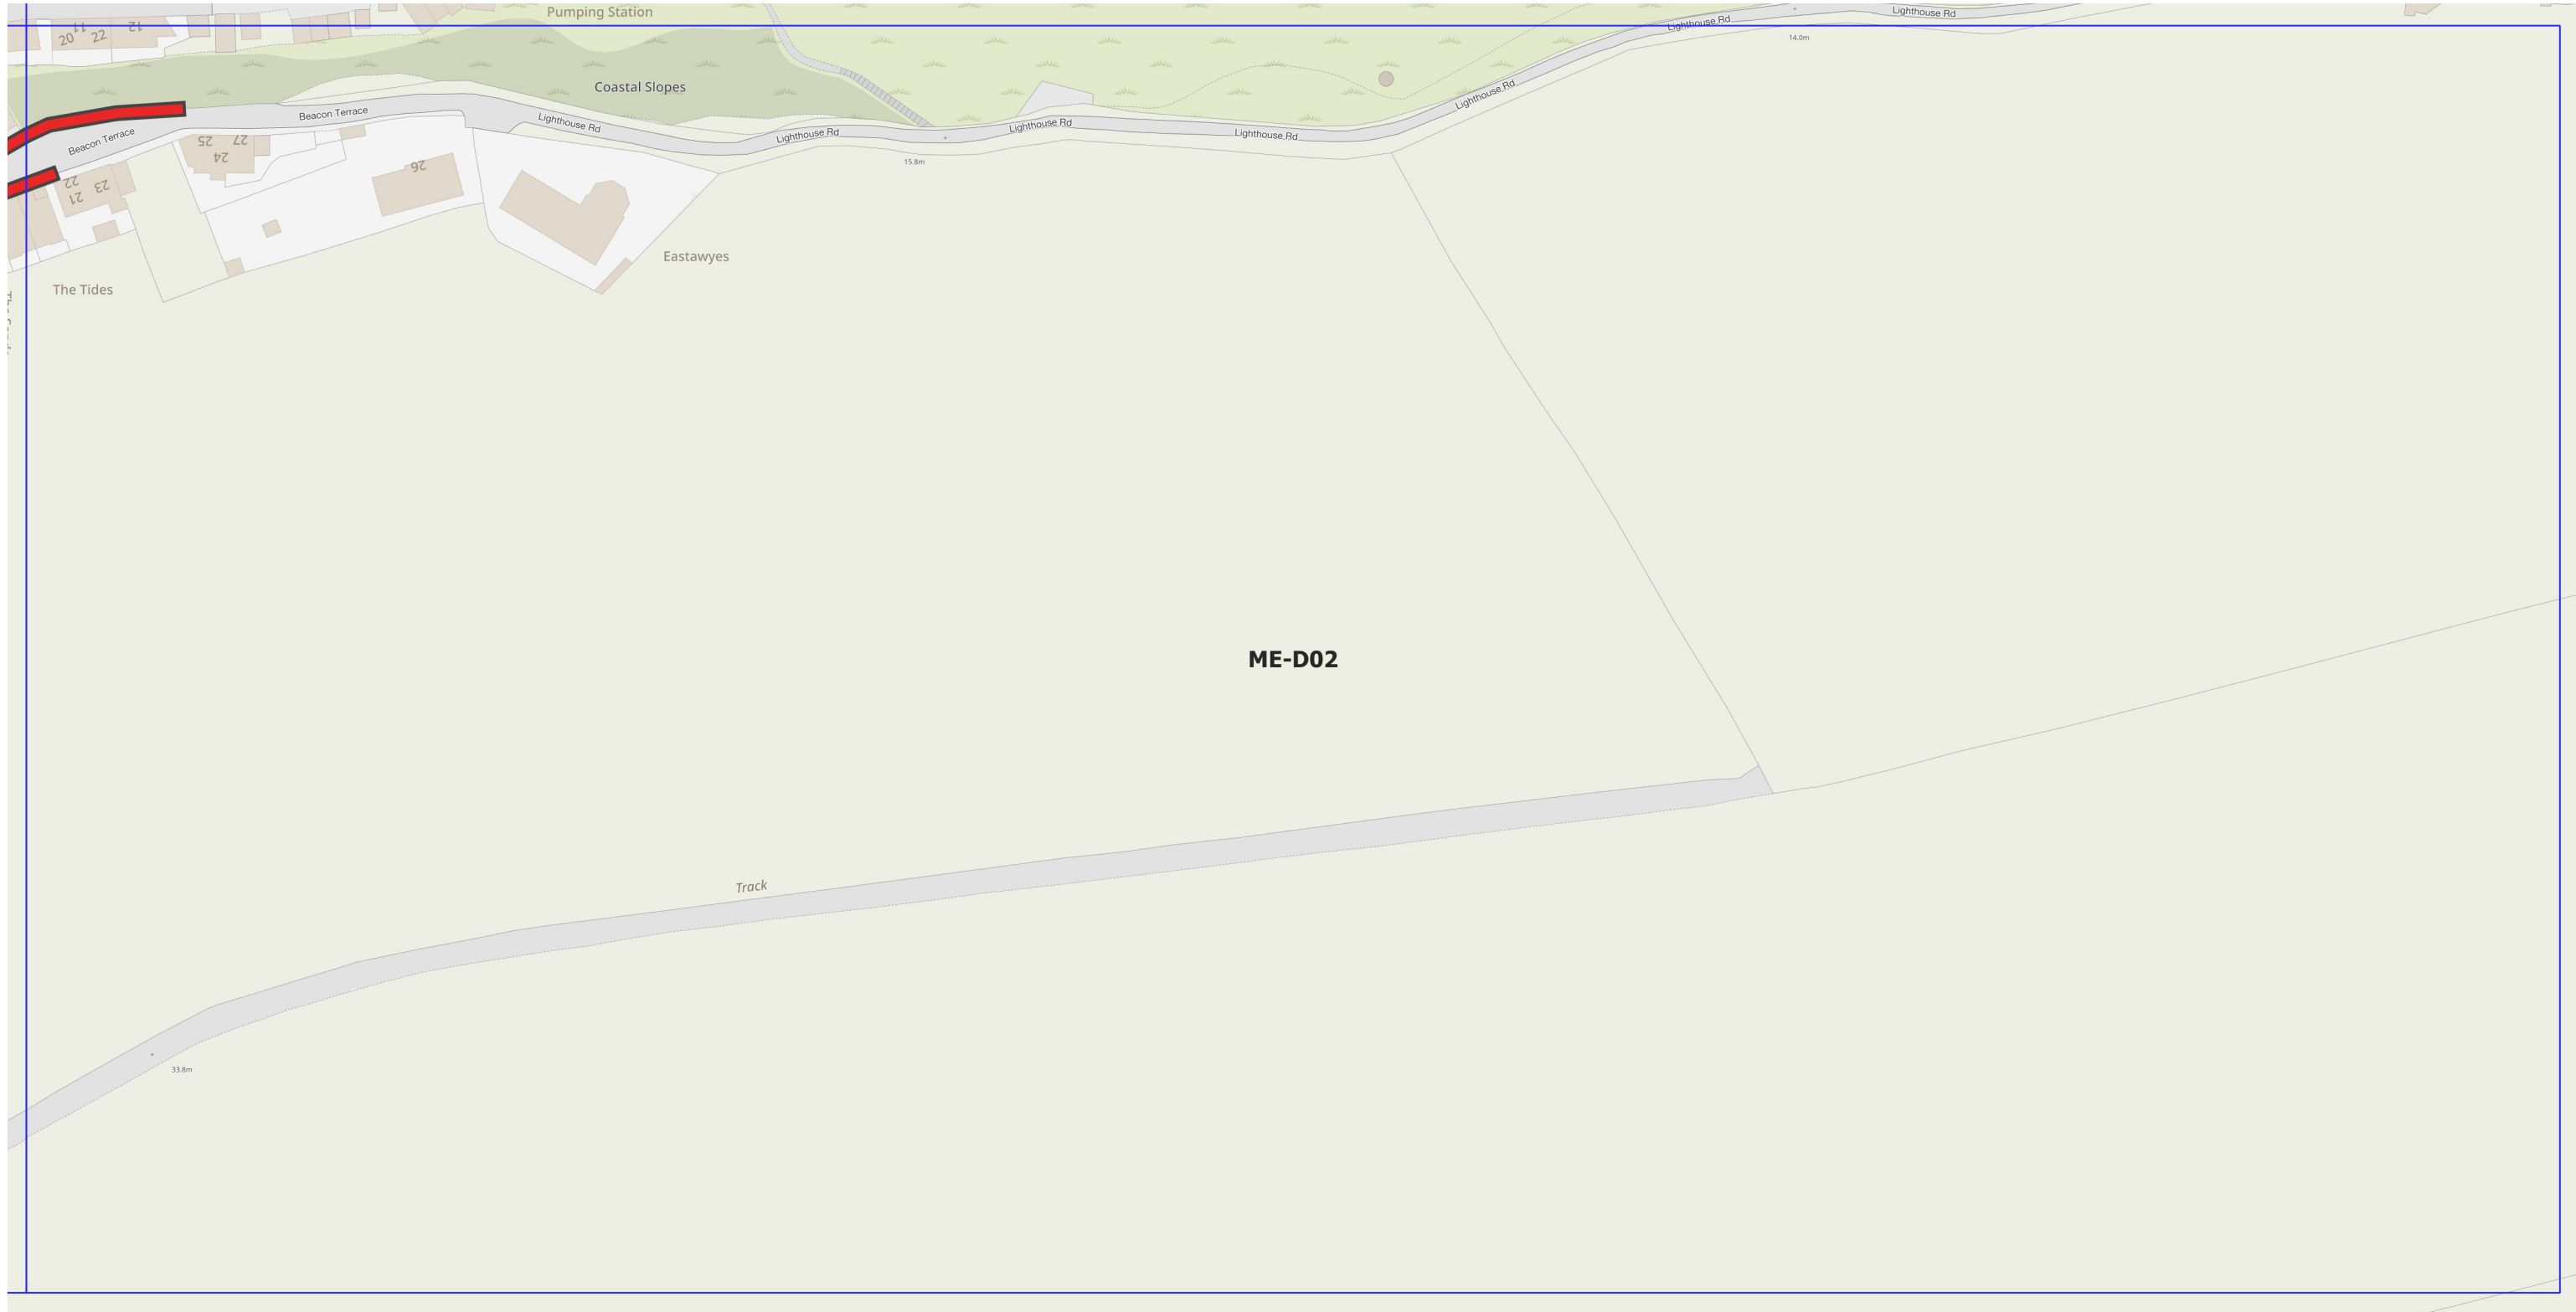 Pumping Station
Lighthouse Rd
Lighthouse Rd
14.0m
20
11
22
12
Coastal Slopes
Lighthouse Rd
Beacon Terrace
Lighthouse Rd
Lighthouse Rd
Lighthouse Rd
Lighthouse Rd
Beacon Terrace
25
27
24
26
15.8m
22
23
21
Eastawyes
The Tides
ME-D02
Track
33.8m